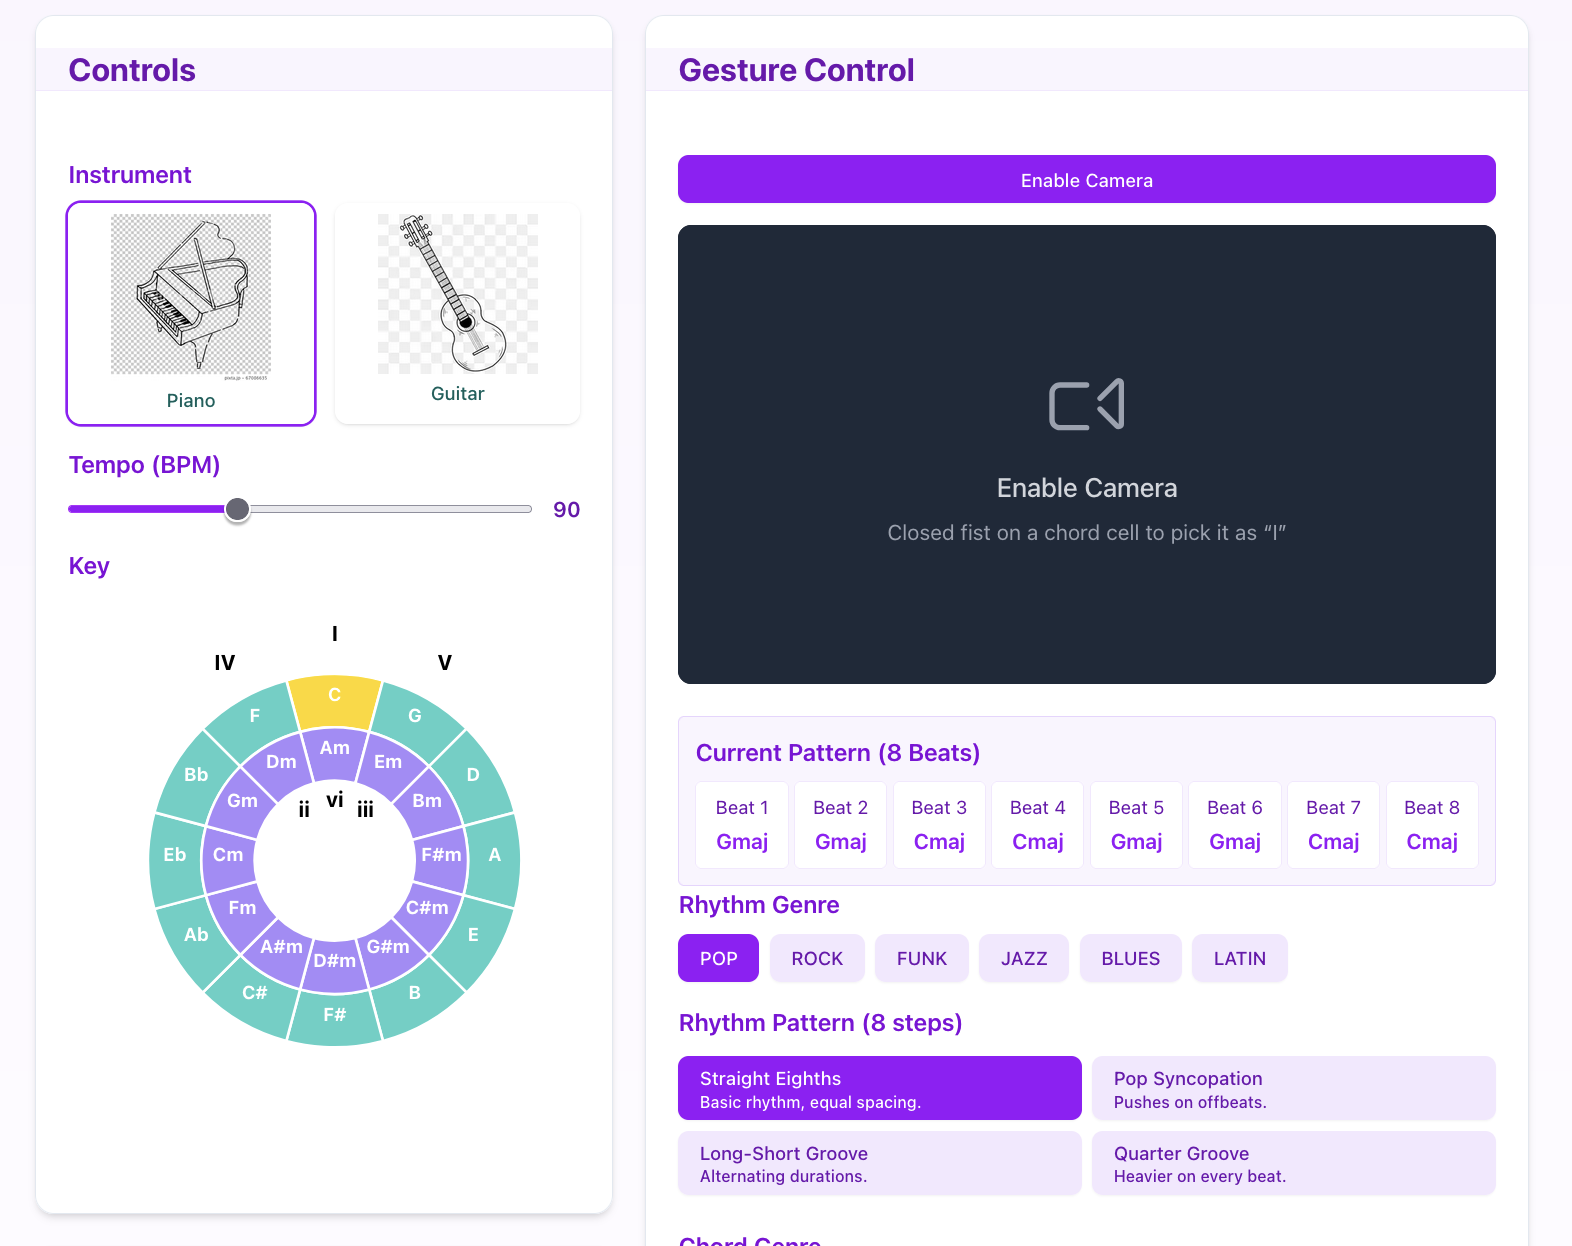 Controls
Instrument
Piano
Guitar
Tempo (BPM)
90
Key
I
IV
V
C
F
G
Bb
D
Eb
A
Ab
E
C#
B
F#
Am
Dm
Em
Gm
Bm
Cm
F#m
Fm
C#m
A#m
G#m
D#m
ii
vi
iii
Gesture Control
Enable Camera
Enable Camera
Closed fist on a chord cell to pick it as “I”
Current Pattern (8 Beats)
Beat 1
Gmaj
Beat 2
Gmaj
Beat 3
Cmaj
Beat 4
Cmaj
Beat 5
Gmaj
Beat 6
Gmaj
Beat 7
Cmaj
Beat 8
Cmaj
Rhythm Genre
POP
ROCK
FUNK
JAZZ
BLUES
LATIN
Rhythm Pattern (8 steps)
Straight Eighths
Basic rhythm, equal spacing.
Pop Syncopation
Pushes on offbeats.
Long-Short Groove
Alternating durations.
Quarter Groove
Heavier on every beat.
Chord Genre